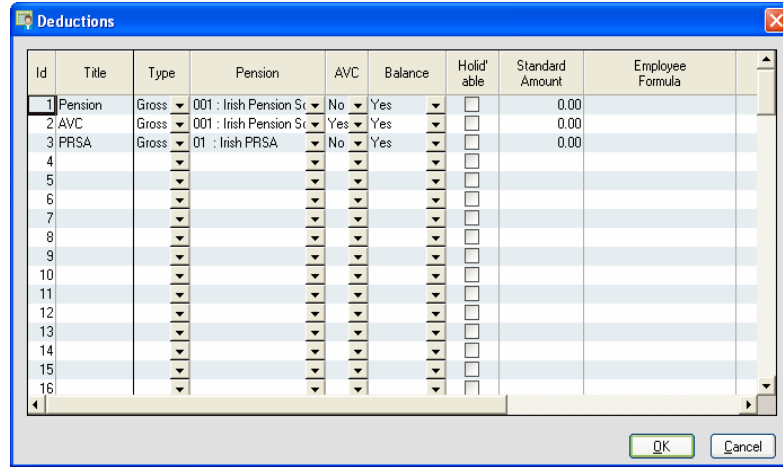 Deductions
Id Title Type Pension AVC Balance Holid' able Standard Amount Employee Formula
1 Pension Gross 001 : Irish Pension Sc No Yes 0.00
2 AVC Gross 001 : Irish Pension Sc Yes Yes 0.00
3 PRSA Gross 01 : Irish PRSA No Yes 0.00
4
5
6
7
8
9
10
11
12
13
14
15
16
OK Cancel